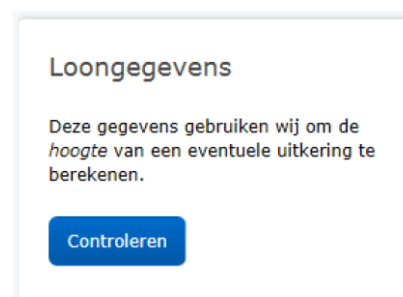 Loongegevens
Deze gegevens gebruiken wij om de
hoogte van een eventuele uitkering te
berekenen.
Controleren